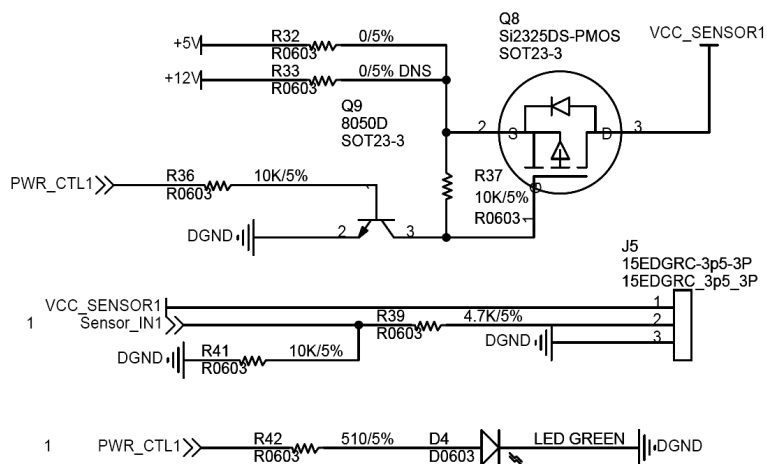 Q8
Si2325DS-PMOS
SOT23-3
VCC_SENSOR1
+5V
R32
R0603
0/5%
+12V
R33
R0603
0/5% DNS
Q9
8050D
SOT23-3
2
S
D
3
G
1
R37
10K/5%
R0603
PWR_CTL1
R36
R0603
10K/5%
DGND
2
3
J5
15EDGRC-3p5-3P
15EDGRC_3p5_3P
VCC_SENSOR1
1
1
Sensor_IN1
R39
R0603
4.7K/5%
2
DGND
3
DGND
R41
R0603
10K/5%
1
PWR_CTL1
R42
R0603
510/5%
D4
D0603
LED GREEN
DGND